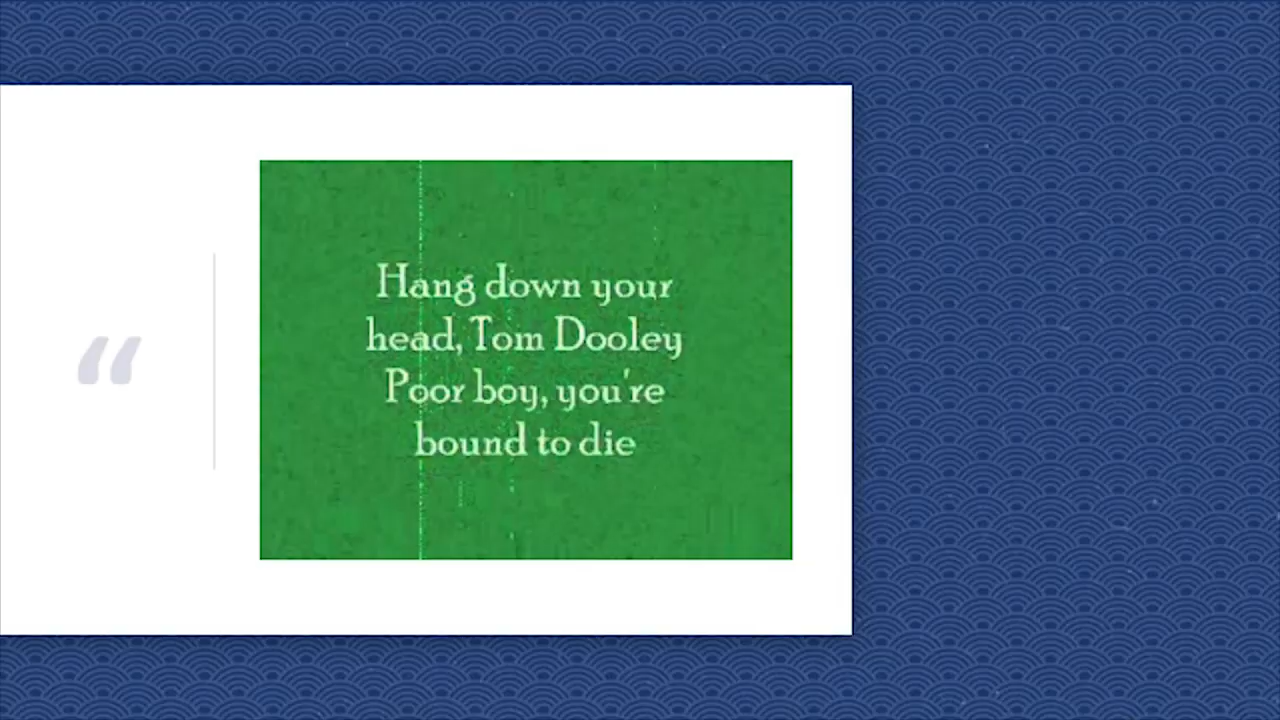 “
Hang down your
head, Tom Dooley
Poor boy, you're
bound to die